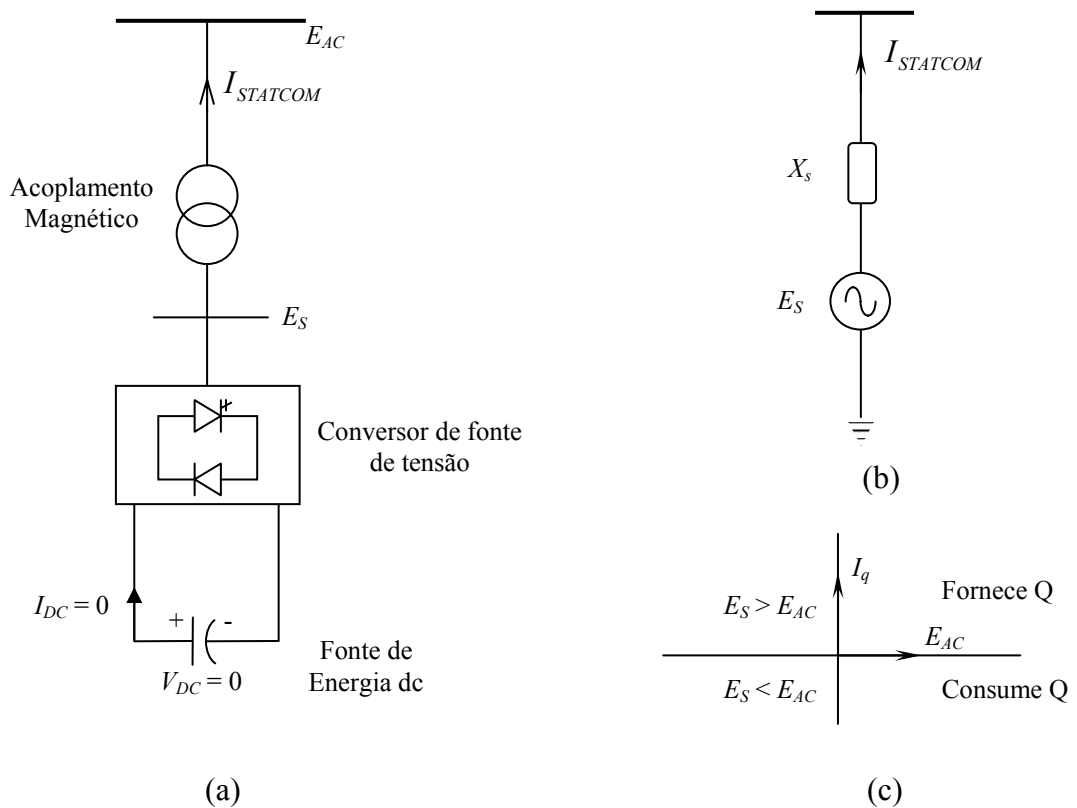 E_AC
I_STATCOM
Acoplamento
Magnético
E_S
Conversor de fonte
de tensão
I_DC = 0
+ -
V_DC = 0
Fonte de
Energia dc
(a)
I_STATCOM
X_s
E_S
(b)
I_q
Fornece Q
E_S > E_AC
E_AC
E_S < E_AC
Consume Q
(c)